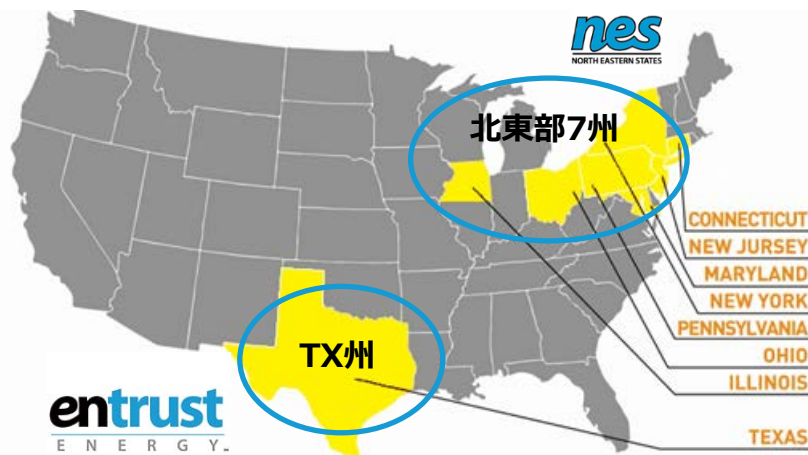 nes
NORTH EASTERN STATES
北東部7州
CONNECTICUT
NEW JURSEY
MARYLAND
NEW YORK
PENNSYLVANIA
OHIO
ILLINOIS
TEXAS
TX州
entrust
ENERGY